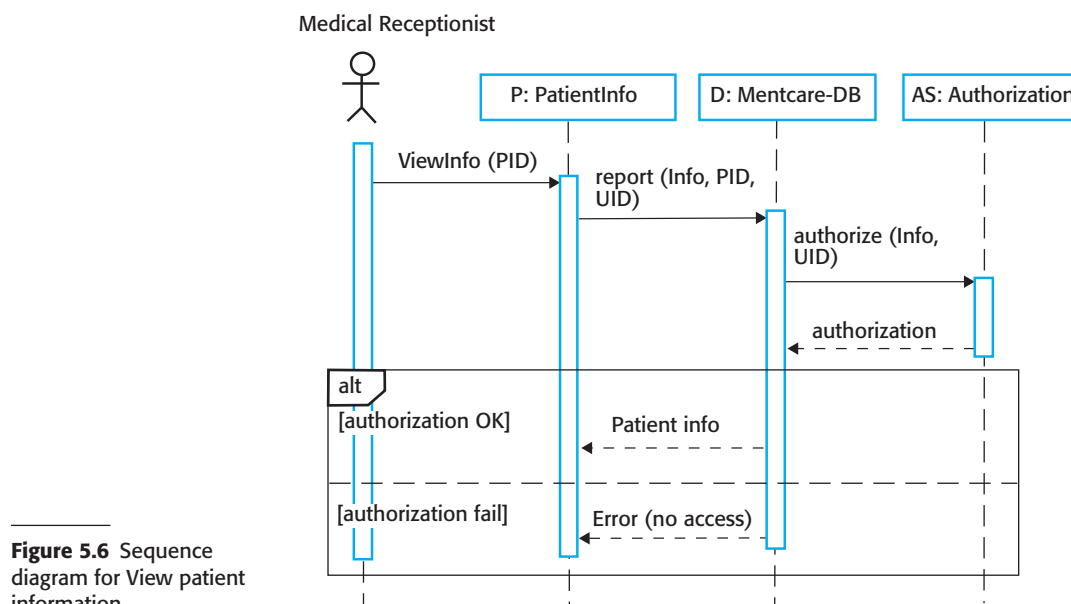 Medical Receptionist
P: PatientInfo
D: Mentcare-DB
AS: Authorization
ViewInfo (PID)
report (Info, PID,
UID)
authorize (Info,
UID)
authorization
alt
[authorization OK]
Patient info
[authorization fail]
Error (no access)
Figure 5.6 Sequence
diagram for View patient
information